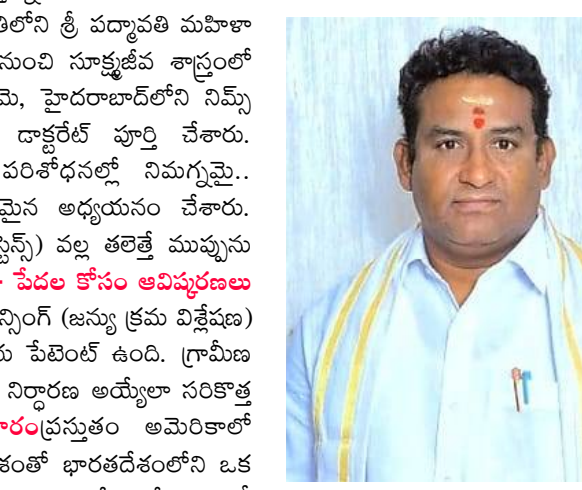 తిలోని శ్రీ పద్మావతి మహిళా
నుంచి సూక్ష్మజీవ శాస్త్రంలో
మె, హైదరాబాద్‌లోని నిమ్స్
డాక్టరేట్ పూర్తి చేశారు.
పరిశోధనల్లో నిమగ్నమై..
మైన అధ్యయనం చేశారు.
స్టెన్స్) వల్ల తలెత్తే ముప్పును
పేదల కోసం ఆవిష్కరణలు
న్సింగ్ (జన్యు క్రమ విశ్లేషణ)
రు పేటెంట్ ఉంది. గ్రామీణ
నిర్ధారణ అయ్యేలా సరికొత్త
ారంప్రస్తుతం అమెరికాలో
శంతో భారతదేశంలోని ఒక